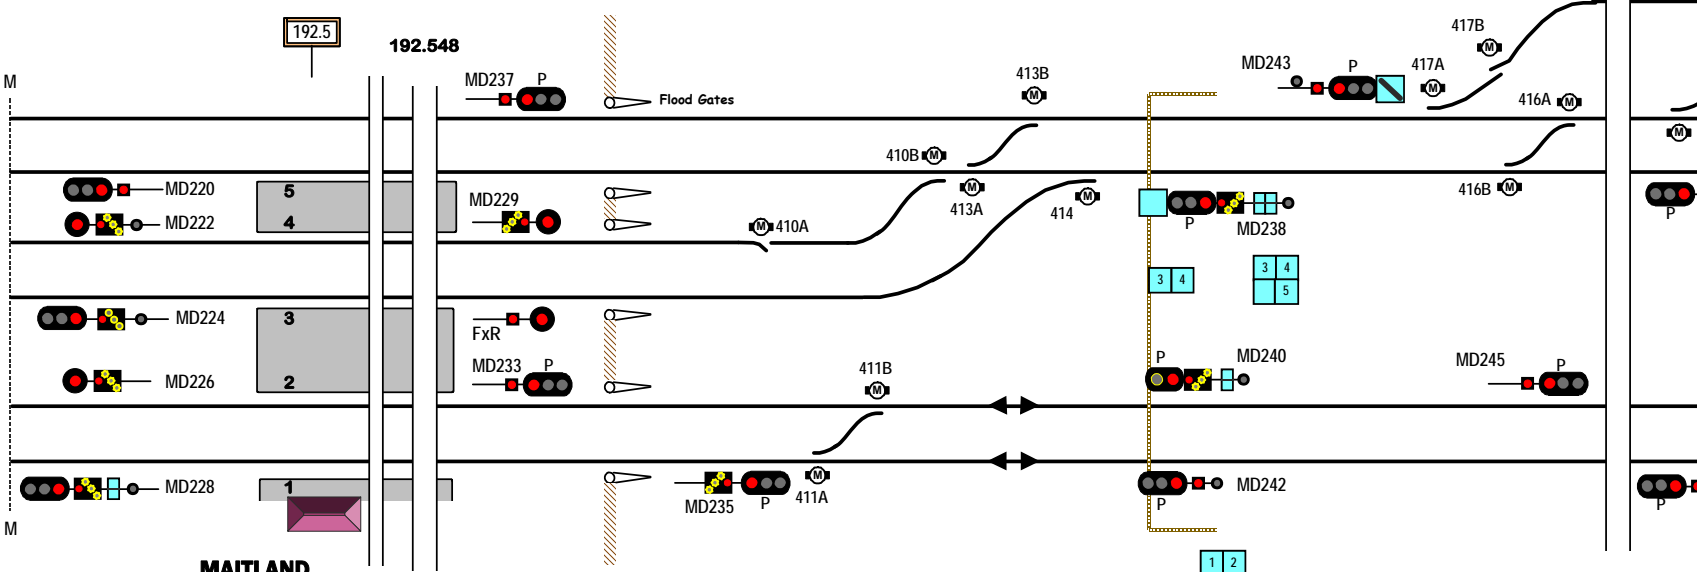 192.5
192.548
M
MD237 P
Flood Gates
413B
MD243 P
417A
417B
416A
410B
MD220
5
MD229
413A
414
416B
P
MD222
4
410A
P
MD238
3 4
3 4
5
MD224
3
FxR
MD226
2
MD233 P
411B
P
MD240
MD245 P
MD228
1
MD235 P
411A
P
MD242
P
M
1 2
MAITLAND